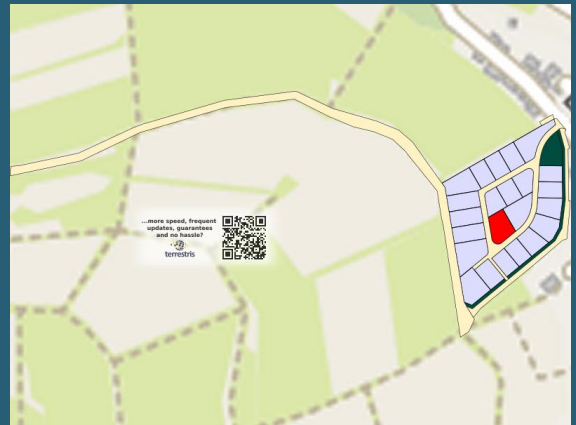 ...more speed, frequent
updates, guarantees
and no hassle?
terrestris